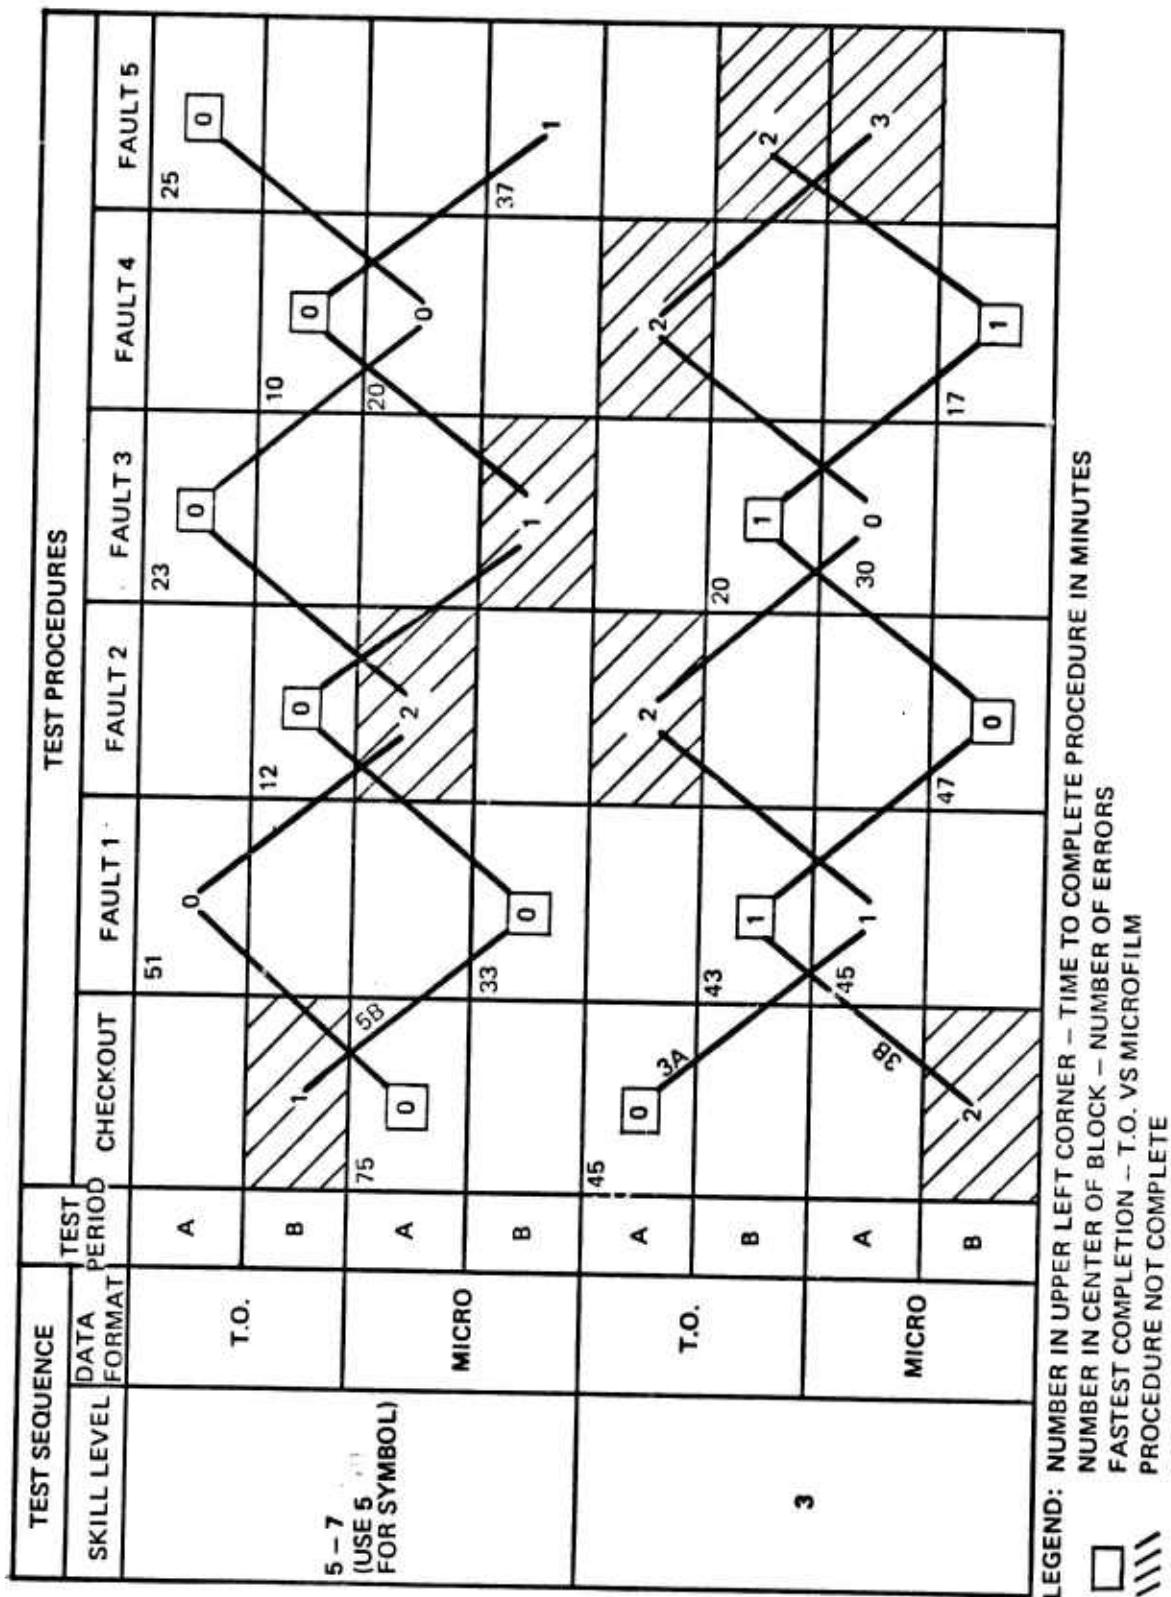 TEST SEQUENCE
TEST PROCEDURES
SKILL LEVEL
DATA FORMAT
TEST PERIOD
CHECKOUT
FAULT 1
FAULT 2
FAULT 3
FAULT 4
FAULT 5
5 – 7
(USE 5
FOR SYMBOL)
T.O.
A
51
0
23
0
25
0
B
1
12
0
10
0
MICRO
A
75
0
5B
2
20
0
B
33
0
1
37
1
3
T.O.
A
45
0
3A
2
2
B
43
1
20
1
2
MICRO
A
45
1
30
0
3
B
2
3B
47
0
17
1
LEGEND: NUMBER IN UPPER LEFT CORNER – TIME TO COMPLETE PROCEDURE IN MINUTES
NUMBER IN CENTER OF BLOCK – NUMBER OF ERRORS
FASTEST COMPLETION – T.O. VS MICROFILM
PROCEDURE NOT COMPLETE